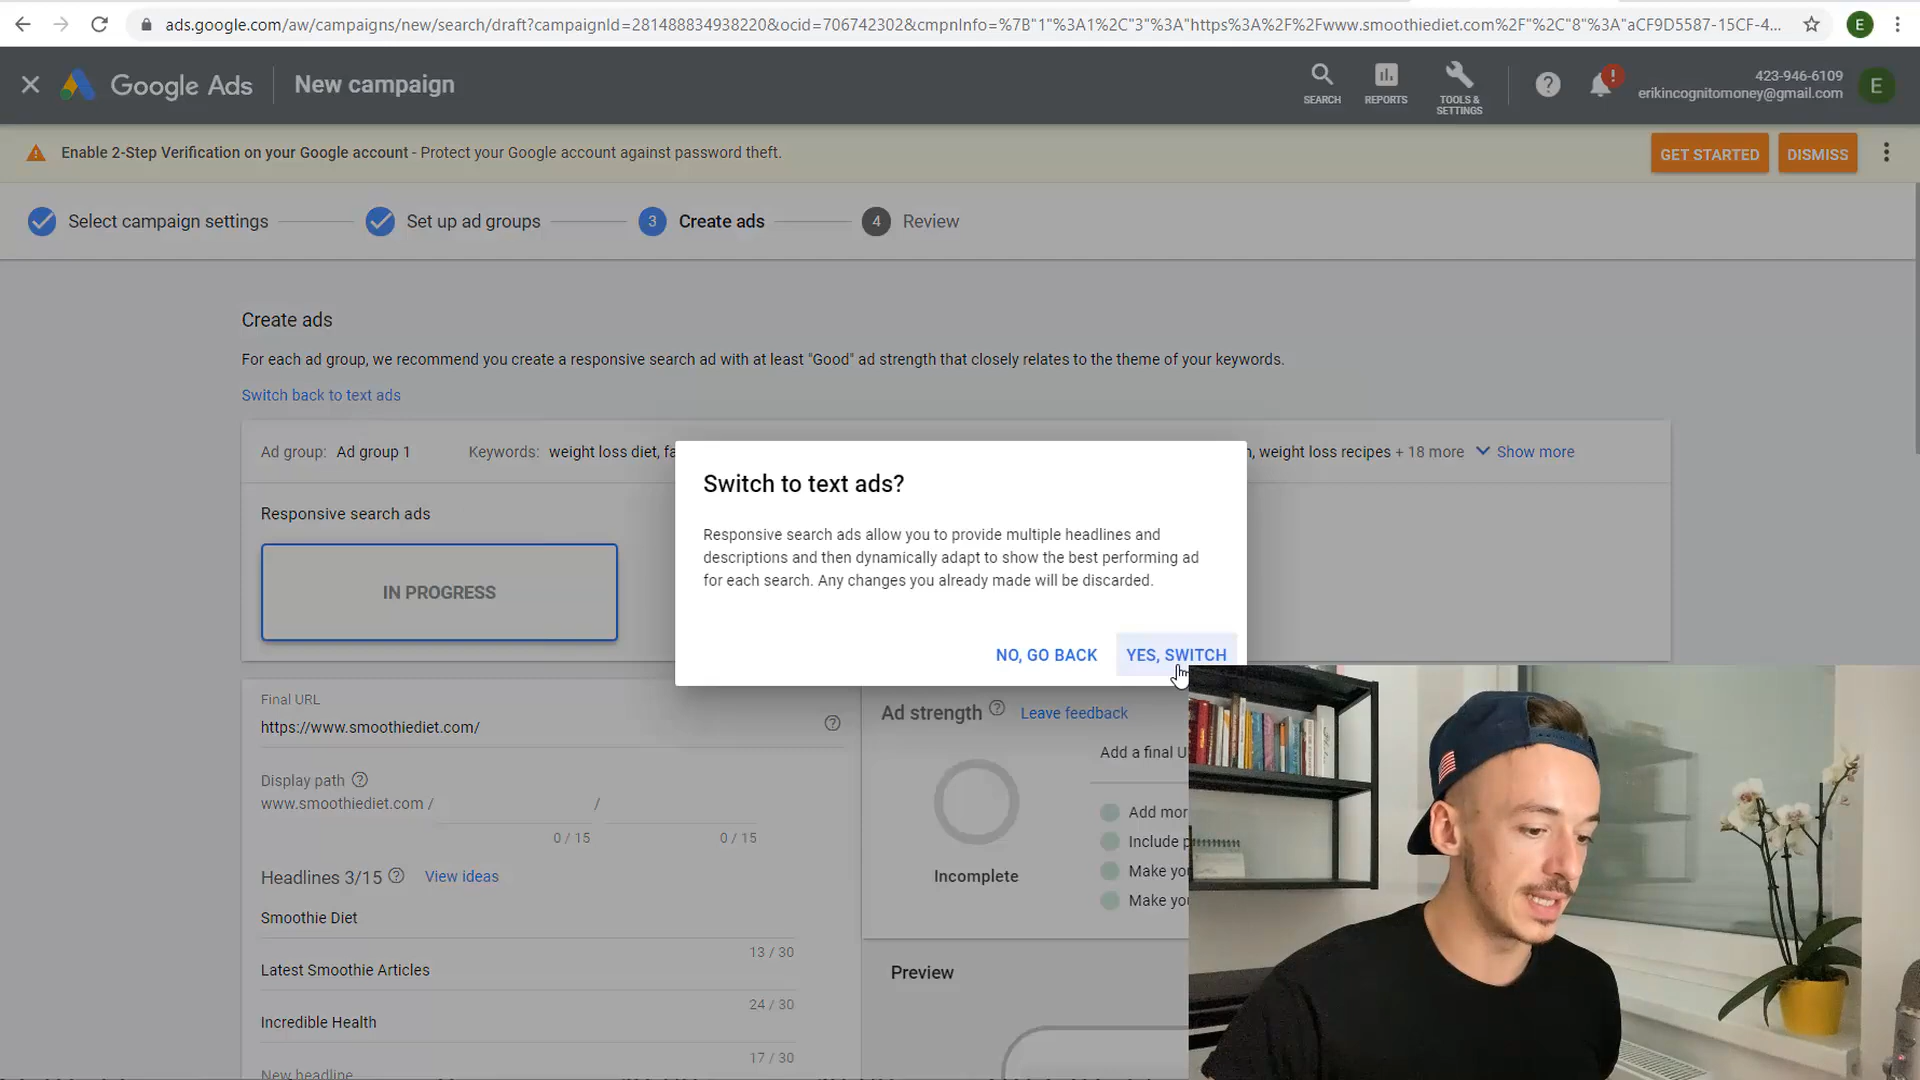 ads.google.com/aw/campaigns/new/search/draft?campaignId=281488834938220&ocid=706742302&cmpnInfo=%7B"1"%3A1%2C"3"%3A"https%3A%2F%2Fwww.smoothiediet.com%2F"%2C"8"%3A"aCF9D5587-15CF-4...
E
Google Ads
New campaign
SEARCH
REPORTS
TOOLS &
SETTINGS
?
!
423-946-6109
erikincognitomoney@gmail.com
E
Enable 2-Step Verification on your Google account - Protect your Google account against password theft.
GET STARTED
DISMISS
Select campaign settings
Set up ad groups
3 Create ads
4 Review
Create ads
For each ad group, we recommend you create a responsive search ad with at least "Good" ad strength that closely relates to the theme of your keywords.
Switch back to text ads
Ad group: Ad group 1
Keywords: weight loss diet,
weight loss recipes + 18 more
Show more
Responsive search ads
IN PROGRESS
Switch to text ads?
Responsive search ads allow you to provide multiple headlines and
descriptions and then dynamically adapt to show the best performing ad
for each search. Any changes you already made will be discarded.
NO, GO BACK
YES, SWITCH
Final URL
https://www.smoothiediet.com/
Display path
www.smoothiediet.com /
/
0 / 15
0 / 15
Headlines 3/15
View ideas
Smoothie Diet
13 / 30
Latest Smoothie Articles
24 / 30
Incredible Health
17 / 30
New headline
Ad strength
Leave feedback
Add a final U
Incomplete
Add mor
Include p
Make you
Make you
Preview